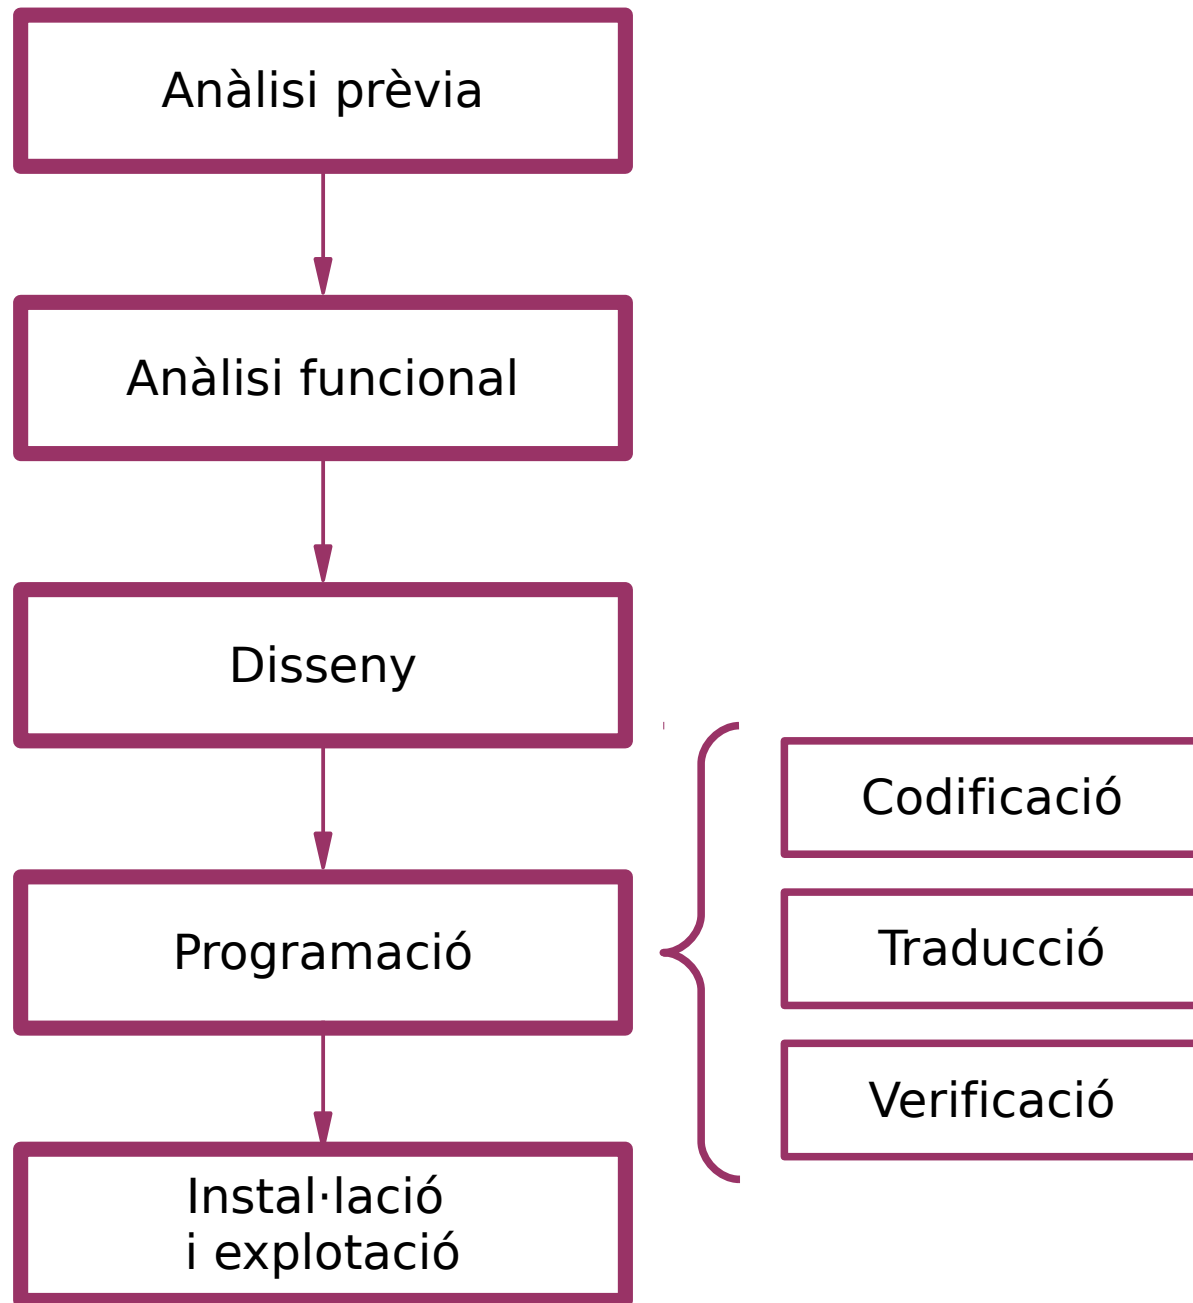 Anàlisi prèvia
Anàlisi funcional
Disseny
Programació
Codificació
Traducció
Verificació
Instal·lació
i explotació